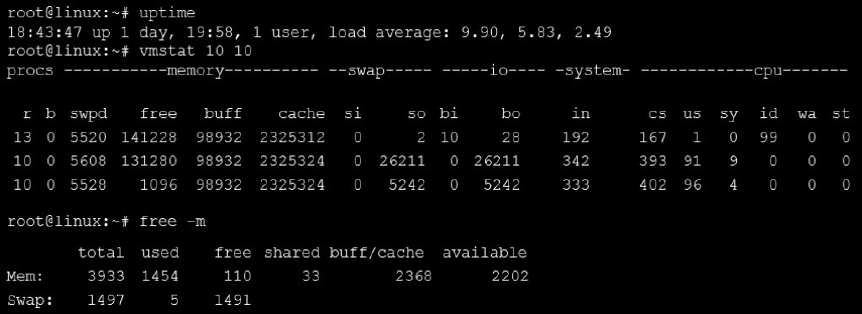 root@linux:~# uptime
18:43:47 up 1 day, 19:58, 1 user, load average: 9.90, 5.83, 2.49
root@linux:~# vmstat 10 10
procs -----------memory---------- --swap----- -----io---- -system- ------------cpu-------
r b swpd free buff cache si so bi bo in cs us sy id wa st
13 0 5520 141228 98932 2325312 0 2 10 28 192 167 1 0 99 0 0
10 0 5608 131280 98932 2325324 0 26211 0 26211 342 393 91 9 0 0 0
10 0 5528 1096 98932 2325324 0 5242 0 5242 333 402 96 4 0 0 0
root@linux:~# free -m
total used free shared buff/cache available
Mem: 3933 1454 110 33 2368 2202
Swap: 1497 5 1491